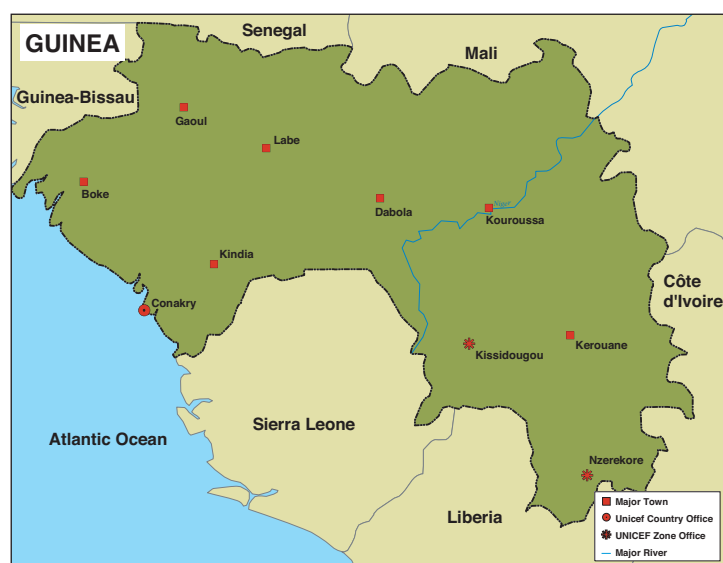 GUINEA
Senegal
Mali
Guinea-Bissau
Gaoul
Labe
Boke
Dabola
Niger
Kouroussa
Kindia
Côte
d'Ivoire
Conakry
Kerouane
Kissidougou
Sierra Leone
Atlantic Ocean
Nzerekore
Liberia
Major Town
Unicef Country Office
UNICEF Zone Office
Major River